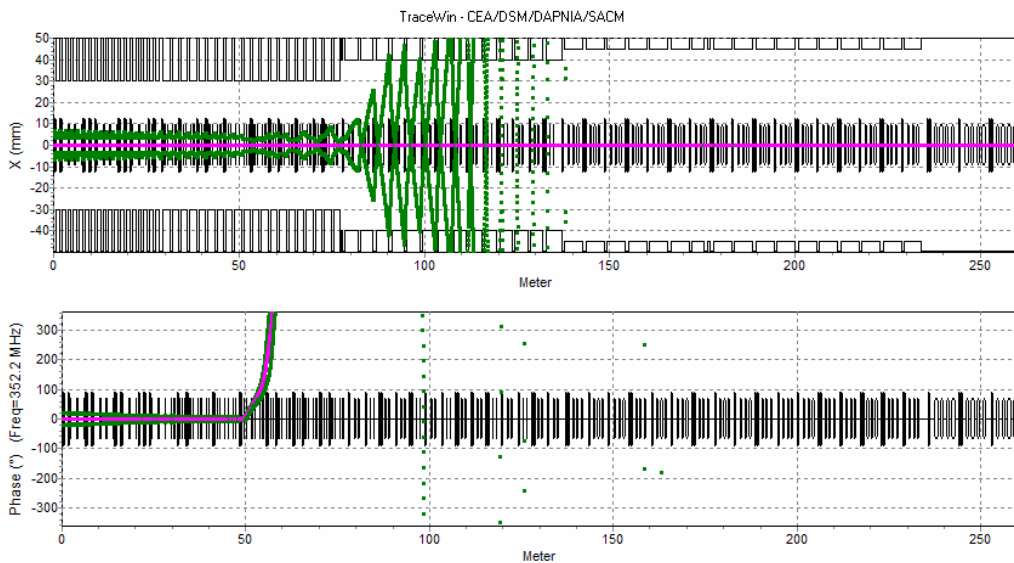 TraceWin - CEA/DSM/DAPNIA/SACM
50
40
30
20
10
0
-10
-20
-30
-40
X (mm)
0 50 100 150 200 250
Meter
300
200
100
0
-100
-200
-300
Phase (°) (Freq=352.2 MHz)
0 50 100 150 200 250
Meter